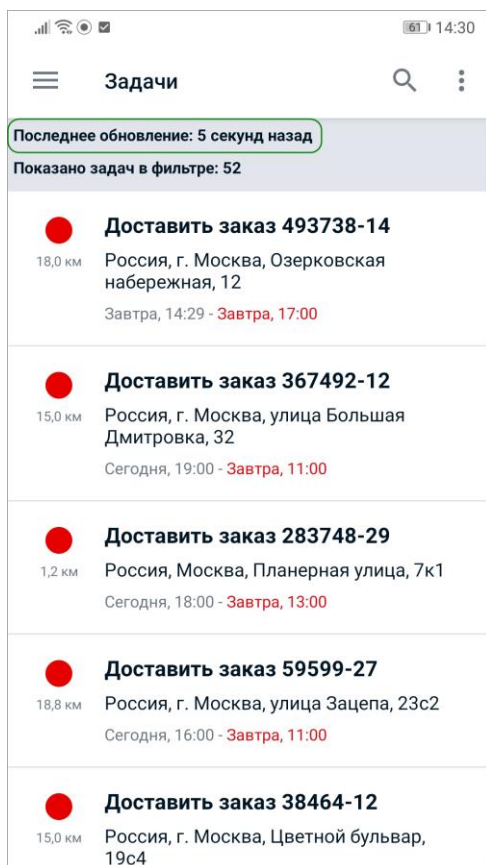 61 14:30
Задачи
Последнее обновление: 5 секунд назад
Показано задач в фильтре: 52
Доставить заказ 493738-14
18,0 км
Россия, г. Москва, Озерковская
набережная, 12
Завтра, 14:29 - Завтра, 17:00
Доставить заказ 367492-12
15,0 км
Россия, г. Москва, улица Большая
Дмитровка, 32
Сегодня, 19:00 - Завтра, 11:00
Доставить заказ 283748-29
1,2 км
Россия, Москва, Планерная улица, 7к1
Сегодня, 18:00 - Завтра, 13:00
Доставить заказ 59599-27
18,8 км
Россия, г. Москва, улица Зацепа, 23с2
Сегодня, 16:00 - Завтра, 11:00
Доставить заказ 38464-12
15,0 км
Россия, г. Москва, Цветной бульвар,
19с4